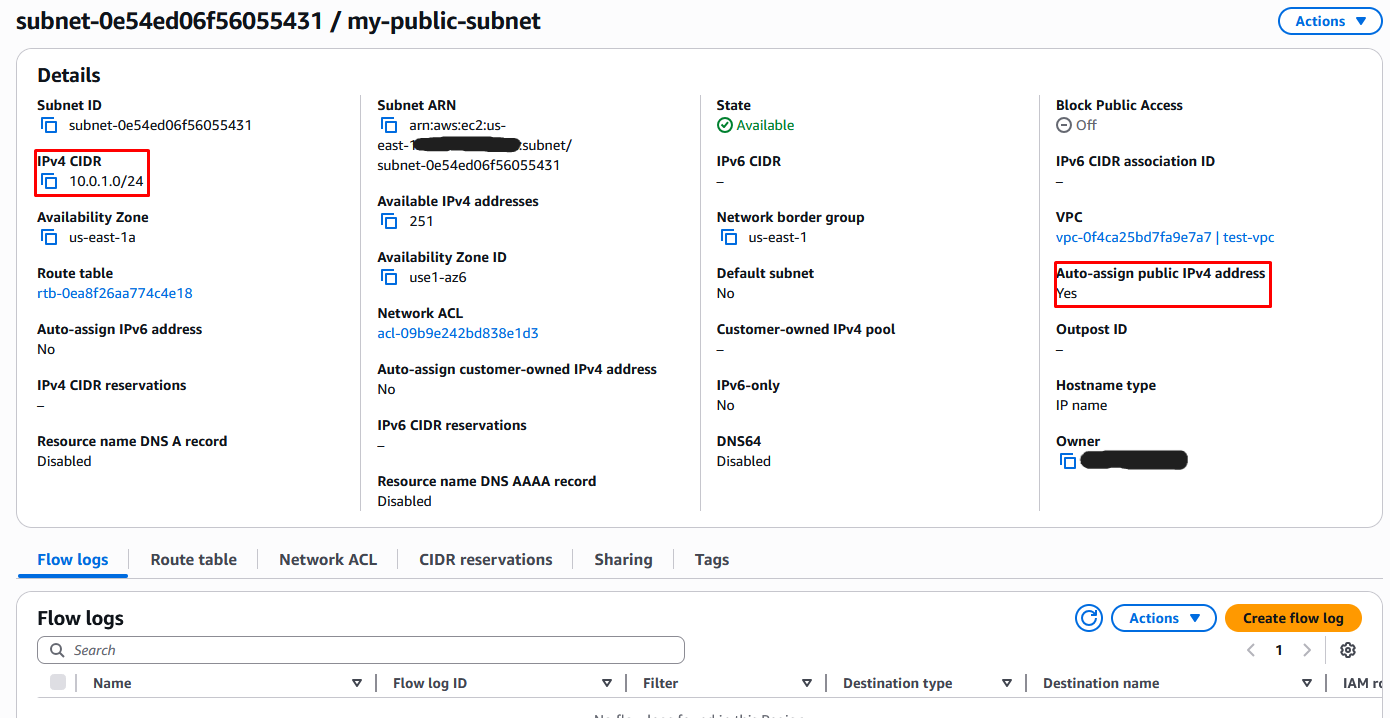 subnet-0e54ed06f56055431 / my-public-subnet
Actions
Details
Subnet ID
subnet-0e54ed06f56055431
IPv4 CIDR
10.0.1.0/24
Availability Zone
us-east-1a
Route table
rtb-0ea8f26aa774c4e18
Auto-assign IPv6 address
No
IPv4 CIDR reservations
–
Resource name DNS A record
Disabled
Subnet ARN
arn:aws:ec2:us-
east-1 :subnet/
subnet-0e54ed06f56055431
Available IPv4 addresses
251
Availability Zone ID
use1-az6
Network ACL
acl-09b9e242bd838e1d3
Auto-assign customer-owned IPv4 address
No
IPv6 CIDR reservations
–
Resource name DNS AAAA record
Disabled
State
Available
IPv6 CIDR
–
Network border group
us-east-1
Default subnet
No
Customer-owned IPv4 pool
–
IPv6-only
No
DNS64
Disabled
Block Public Access
Off
IPv6 CIDR association ID
–
VPC
vpc-0f4ca25bd7fa9e7a7 | test-vpc
Auto-assign public IPv4 address
Yes
Outpost ID
–
Hostname type
IP name
Owner
Flow logs
Route table
Network ACL
CIDR reservations
Sharing
Tags
Flow logs
Actions
Create flow log
Search
1
Name
Flow log ID
Filter
Destination type
Destination name
IAM